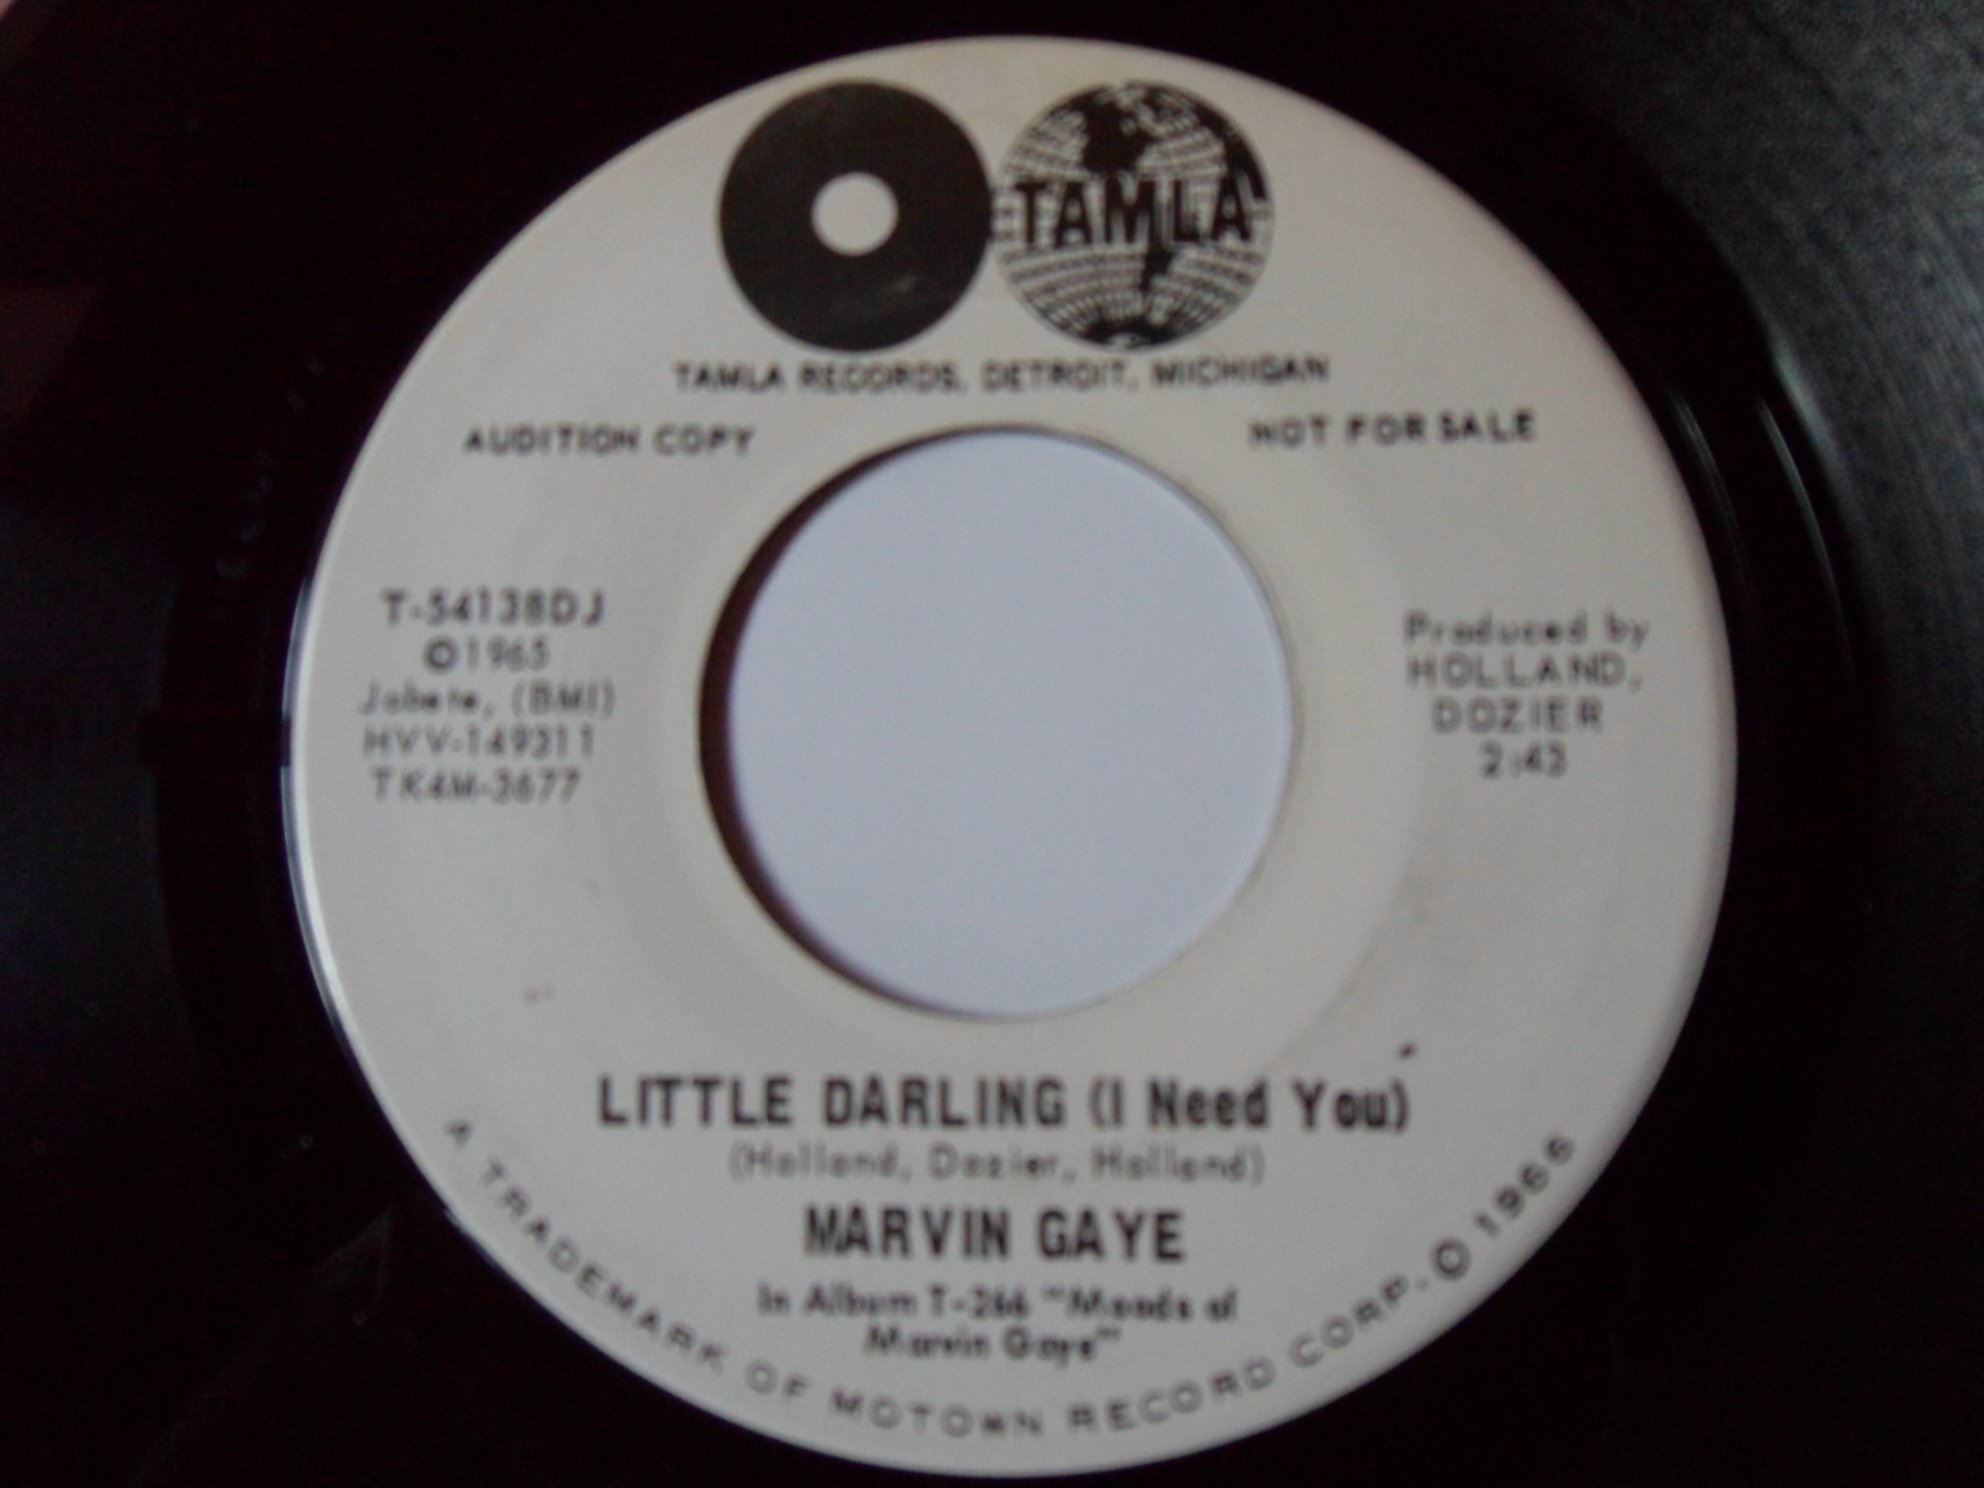 TAMLA
TAMLA RECORDS, DETROIT, MICHIGAN
AUDITION COPY
NOT FOR SALE
T-54138DJ
©1965
Jobete, (BMI)
HVV-149311
TK4M-3677
Produced by
HOLLAND,
DOZIER
2:43
LITTLE DARLING (I Need You)
(Holland, Dozier, Holland)
MARVIN GAYE
In Album T-266 "Moods of
Marvin Gaye"
A TRADEMARK OF MOTOWN RECORD CORP-© 1966